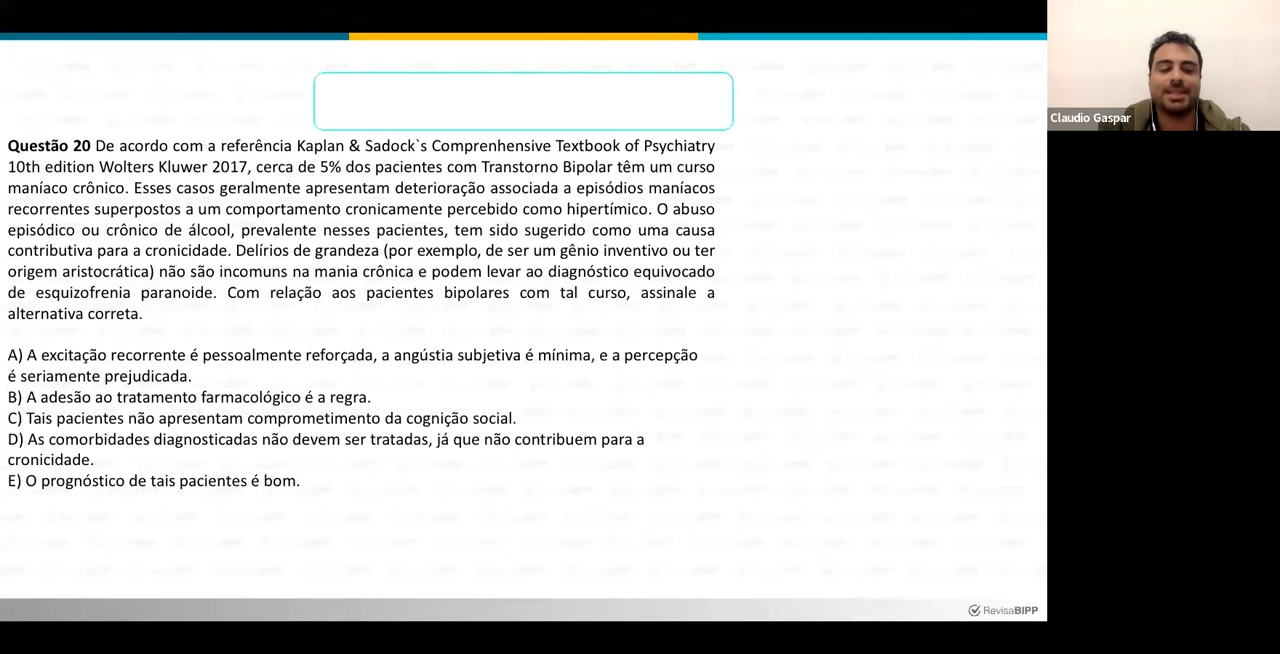 Claudio Gaspar
Questão 20 De acordo com a referência Kaplan & Sadock`s Comprenhensive Textbook of Psychiatry
10th edition Wolters Kluwer 2017, cerca de 5% dos pacientes com Transtorno Bipolar têm um curso
maníaco crônico. Esses casos geralmente apresentam deterioração associada a episódios maníacos
recorrentes superpostos a um comportamento cronicamente percebido como hipertímico. O abuso
episódico ou crônico de álcool, prevalente nesses pacientes, tem sido sugerido como uma causa
contributiva para a cronicidade. Delírios de grandeza (por exemplo, de ser um gênio inventivo ou ter
origem aristocrática) não são incomuns na mania crônica e podem levar ao diagnóstico equivocado
de esquizofrenia paranoide. Com relação aos pacientes bipolares com tal curso, assinale a
alternativa correta.
A) A excitação recorrente é pessoalmente reforçada, a angústia subjetiva é mínima, e a percepção
é seriamente prejudicada.
B) A adesão ao tratamento farmacológico é a regra.
C) Tais pacientes não apresentam comprometimento da cognição social.
D) As comorbidades diagnosticadas não devem ser tratadas, já que não contribuem para a
cronicidade.
E) O prognóstico de tais pacientes é bom.
RevisaBIPP